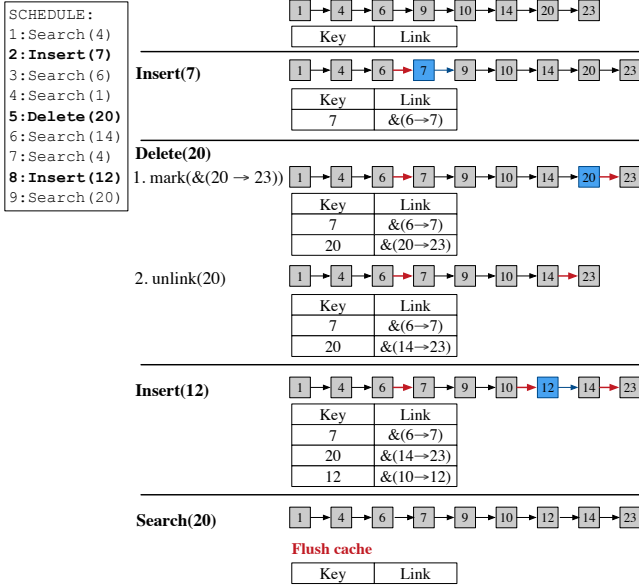 SCHEDULE:
1:Search(4)
2:Insert(7)
3:Search(6)
4:Search(1)
5:Delete(20)
6:Search(14)
7:Search(4)
8:Insert(12)
9:Search(20)
1 4 6 9 10 14 20 23
Key Link
Insert(7)
1 4 6 7 9 10 14 20 23
Key Link
7 &(6→7)
Delete(20)
1. mark(&(20 → 23))
1 4 6 7 9 10 14 20 23
Key Link
7 &(6→7)
20 &(20→23)
2. unlink(20)
1 4 6 7 9 10 14 23
Key Link
7 &(6→7)
20 &(14→23)
Insert(12)
1 4 6 7 9 10 12 14 23
Key Link
7 &(6→7)
20 &(14→23)
12 &(10→12)
Search(20)
1 4 6 7 9 10 12 14 23
Flush cache
Key Link